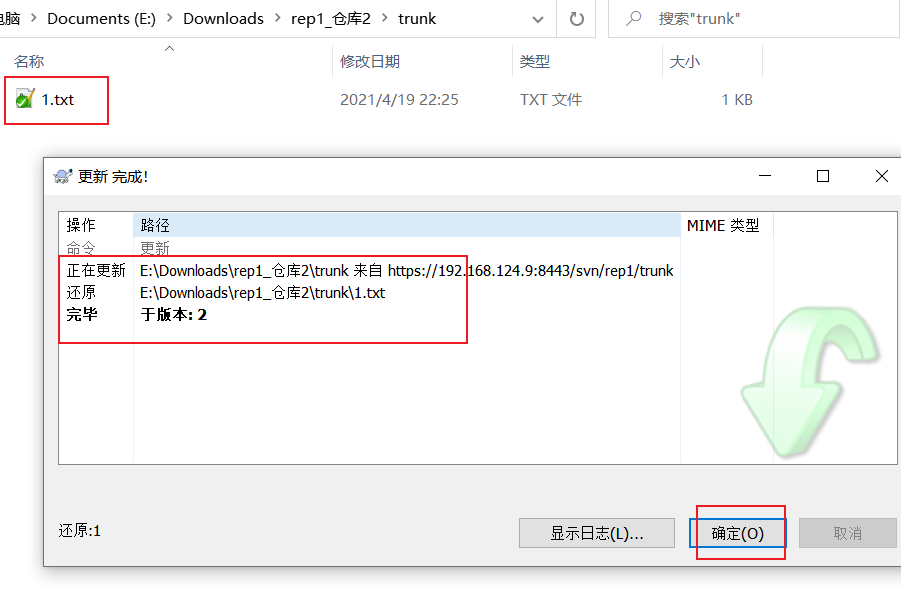 电脑 > Documents (E:) > Downloads > rep1_仓库2 > trunk 搜索"trunk"
名称 修改日期 类型 大小
1.txt 2021/4/19 22:25 TXT 文件 1 KB
更新 完成!
操作 路径 MIME 类型
命令 更新
正在更新 E:\Downloads\rep1_仓库2\trunk 来自 https://192.168.124.9:8443/svn/rep1/trunk
还原 E:\Downloads\rep1_仓库2\trunk\1.txt
完毕 于版本: 2
还原:1 显示日志(L)... 确定(O) 取消